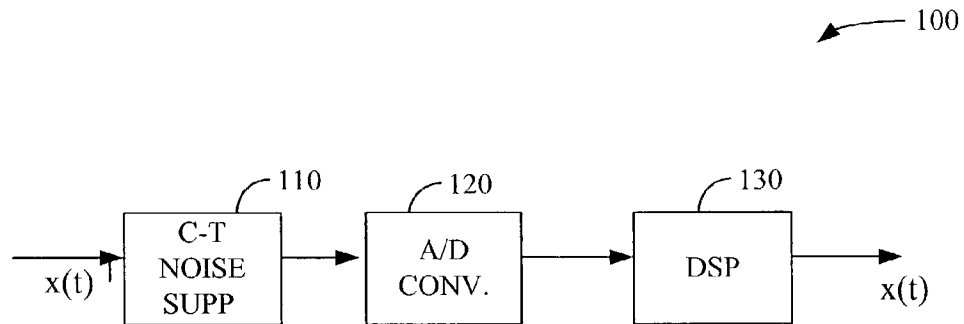 100
110
120
130
C-T
NOISE
SUPP
A/D
CONV.
DSP
x(t)
x(t)